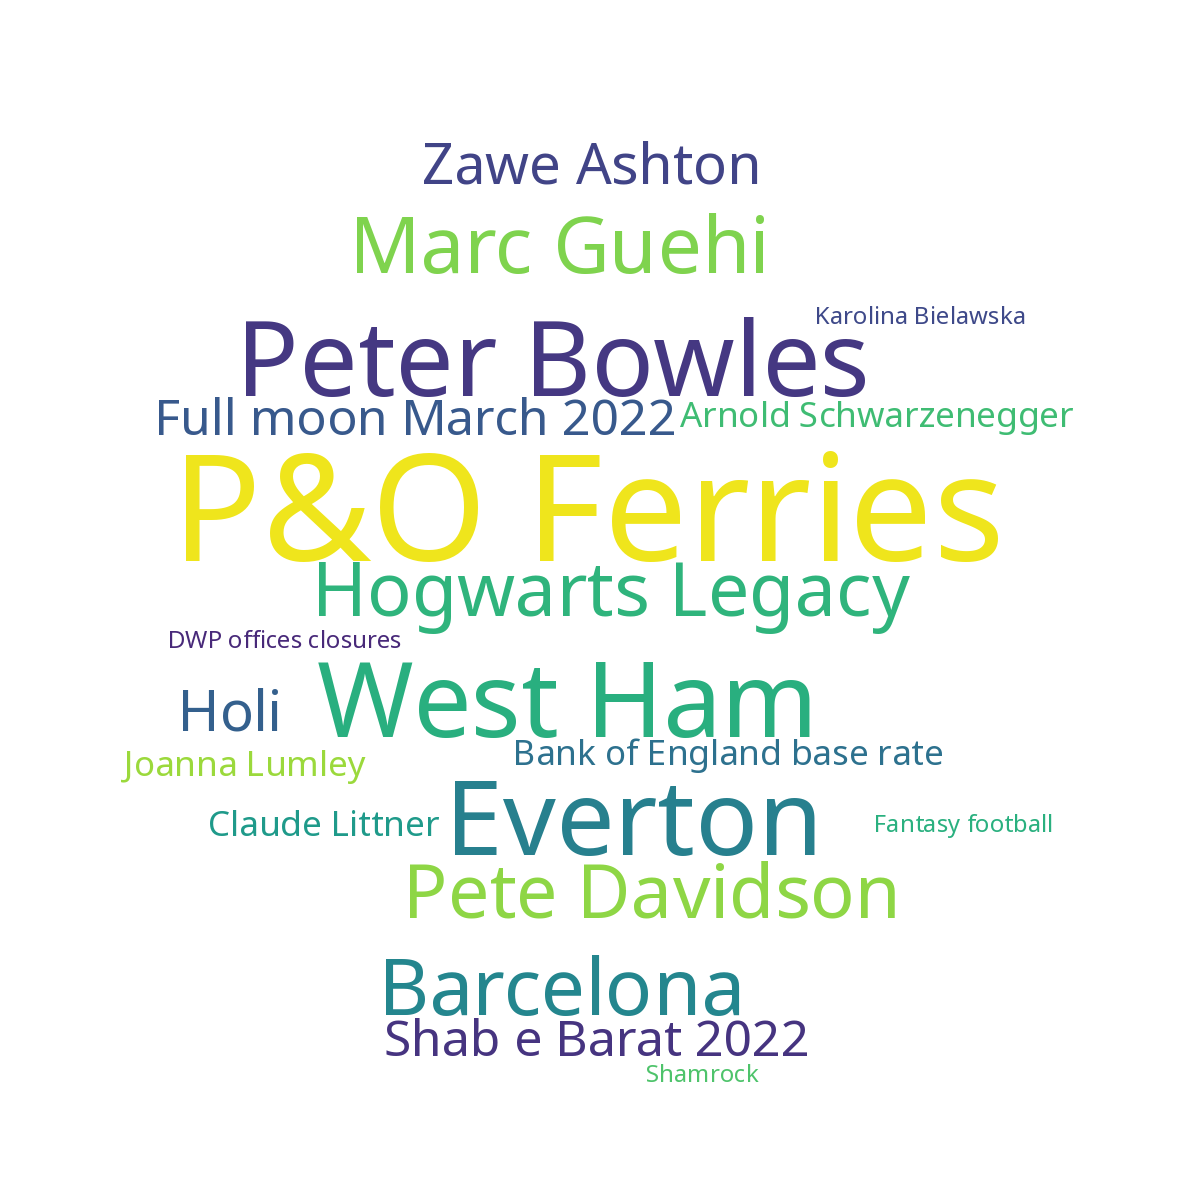 Zawe Ashton
Marc Guehi
Karolina Bielawska
Peter Bowles
Full moon March 2022
Arnold Schwarzenegger
P&O Ferries
Hogwarts Legacy
DWP offices closures
West Ham
Holi
Bank of England base rate
Joanna Lumley
Everton
Claude Littner
Fantasy football
Pete Davidson
Barcelona
Shab e Barat 2022
Shamrock